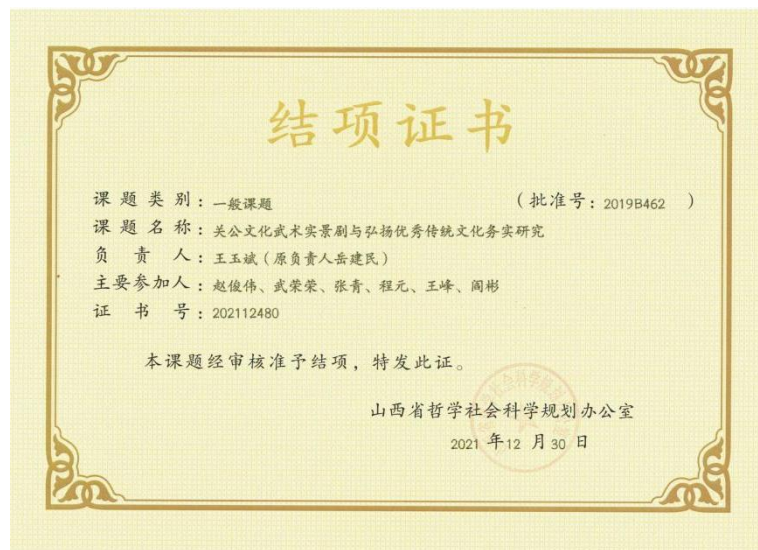 结项证书
课题类别：一般课题 （批准号：2019B462 ）
课题名称：关公文化武术实景剧与弘扬优秀传统文化务实研究
负责人：王玉斌（原负责人岳建民）
主要参加人：赵俊伟、武荣荣、张青、程元、王峰、阎彬
证书号：202112480
本课题经审核准予结项，特发此证。
山西省哲学社会科学规划办公室
2021 年12 月30 日